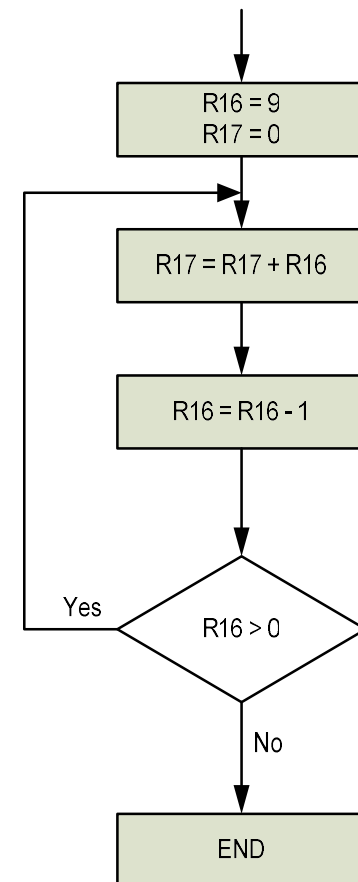 R16 = 9
R17 = 0
R17 = R17 + R16
R16 = R16 - 1
Yes
R16 > 0
No
END